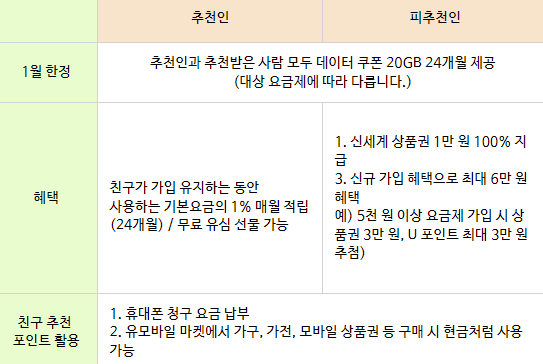 추천인
피추천인
1월 한정
추천인과 추천받은 사람 모두 데이터 쿠폰 20GB 24개월 제공
(대상 요금제에 따라 다릅니다.)
혜택
친구가 가입 유지하는 동안
사용하는 기본요금의 1% 매월 적립
(24개월) / 무료 유심 선물 가능
1. 신세계 상품권 1만 원 100% 지
급
3. 신규 가입 혜택으로 최대 6만 원
혜택
예) 5천 원 이상 요금제 가입 시 상
품권 3만 원, U 포인트 최대 3만 원
추첨)
친구 추천
포인트 활용
1. 휴대폰 청구 요금 납부
2. 유모바일 마켓에서 가구, 가전, 모바일 상품권 등 구매 시 현금처럼 사용
가능